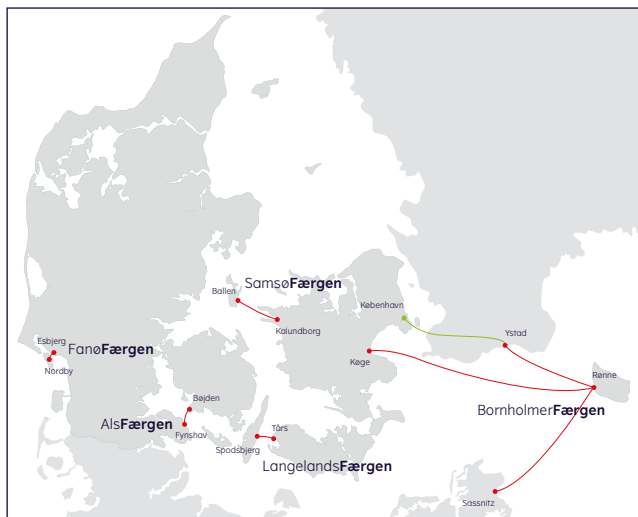 SamsøFærgen
Ballen
København
Kalundborg
Ystad
Esbjerg
FanøFærgen
Køge
Nordby
Rønne
Bøjden
BornholmerFærgen
AlsFærgen
Tårs
Fynshav
Spodsbjerg
LangelandsFærgen
Sassnitz